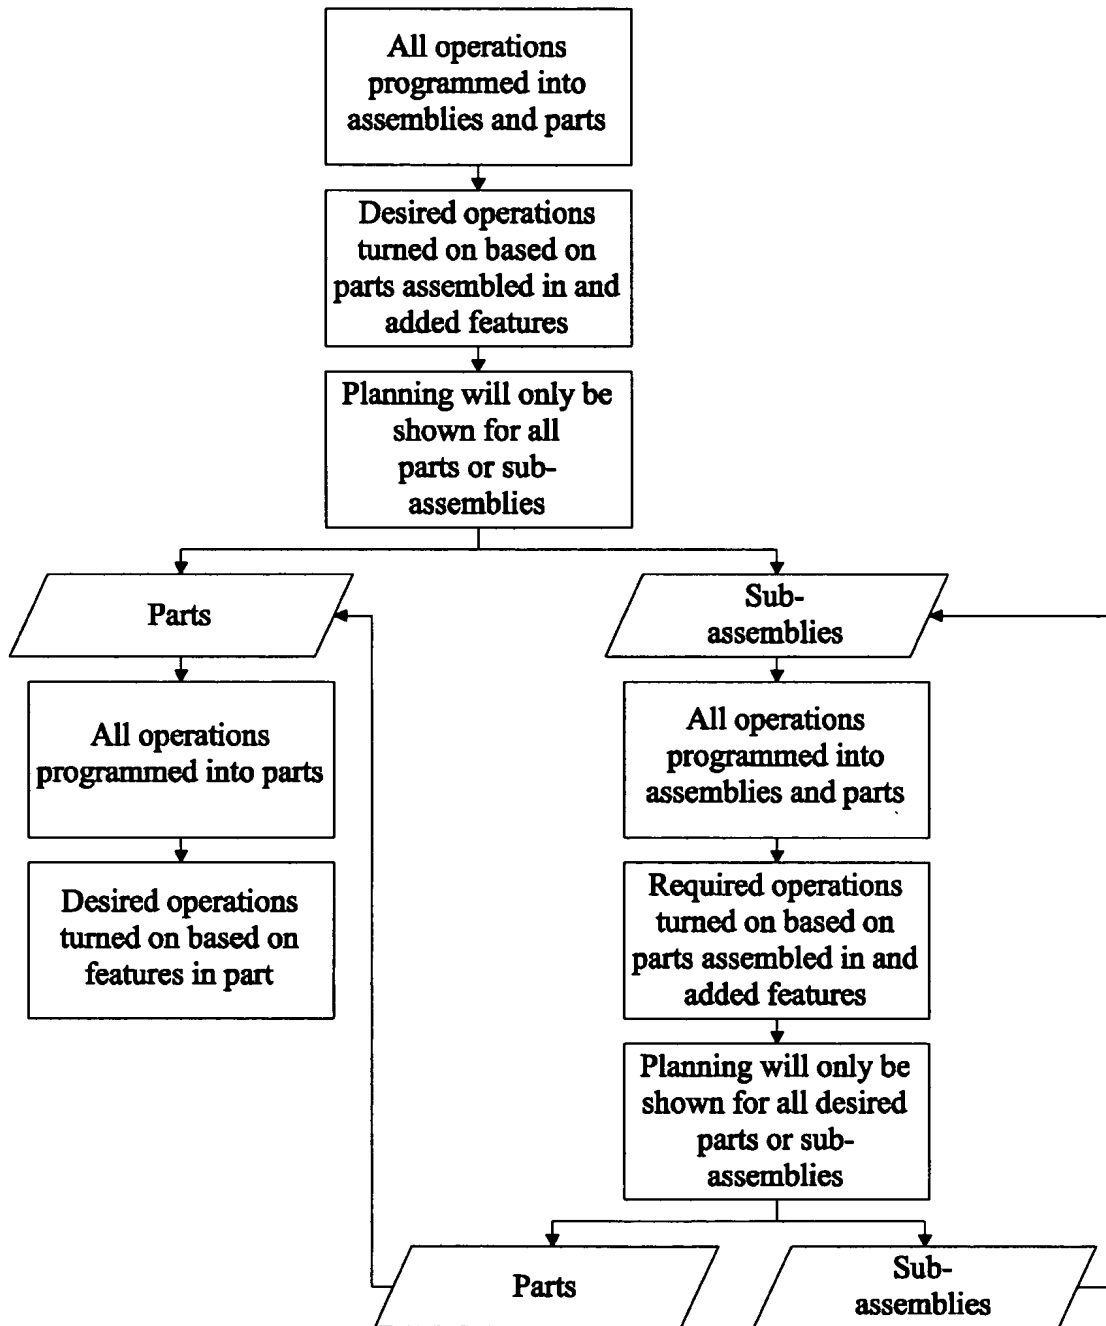 All operations
programmed into
assemblies and parts
Desired operations
turned on based on
parts assembled in and
added features
Planning will only be
shown for all
parts or sub-
assemblies
Parts
Sub-
assemblies
All operations
programmed into parts
Desired operations
turned on based on
features in part
All operations
programmed into
assemblies and parts
Required operations
turned on based on
parts assembled in and
added features
Planning will only be
shown for all desired
parts or sub-
assemblies
Parts
Sub-
assemblies